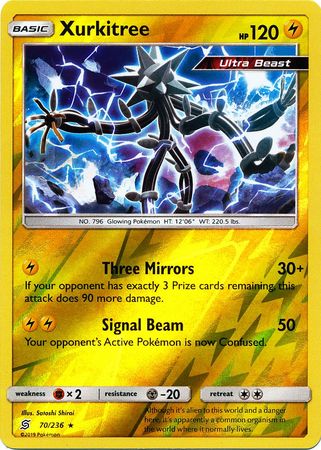 BASIC Xurkitree HP 120
Ultra Beast
NO. 796 Glowing Pokémon HT: 12'06" WT: 220.5 lbs.
Three Mirrors 30+
If your opponent has exactly 3 Prize cards remaining, this
attack does 90 more damage.
Signal Beam 50
Your opponent's Active Pokémon is now Confused.
weakness × 2 resistance -20 retreat
Illus. Satoshi Shirai
70/236 ★
©2019 Pokémon
Although it's alien to this world and a danger
here, it's apparently a common organism in
the world where it normally lives.